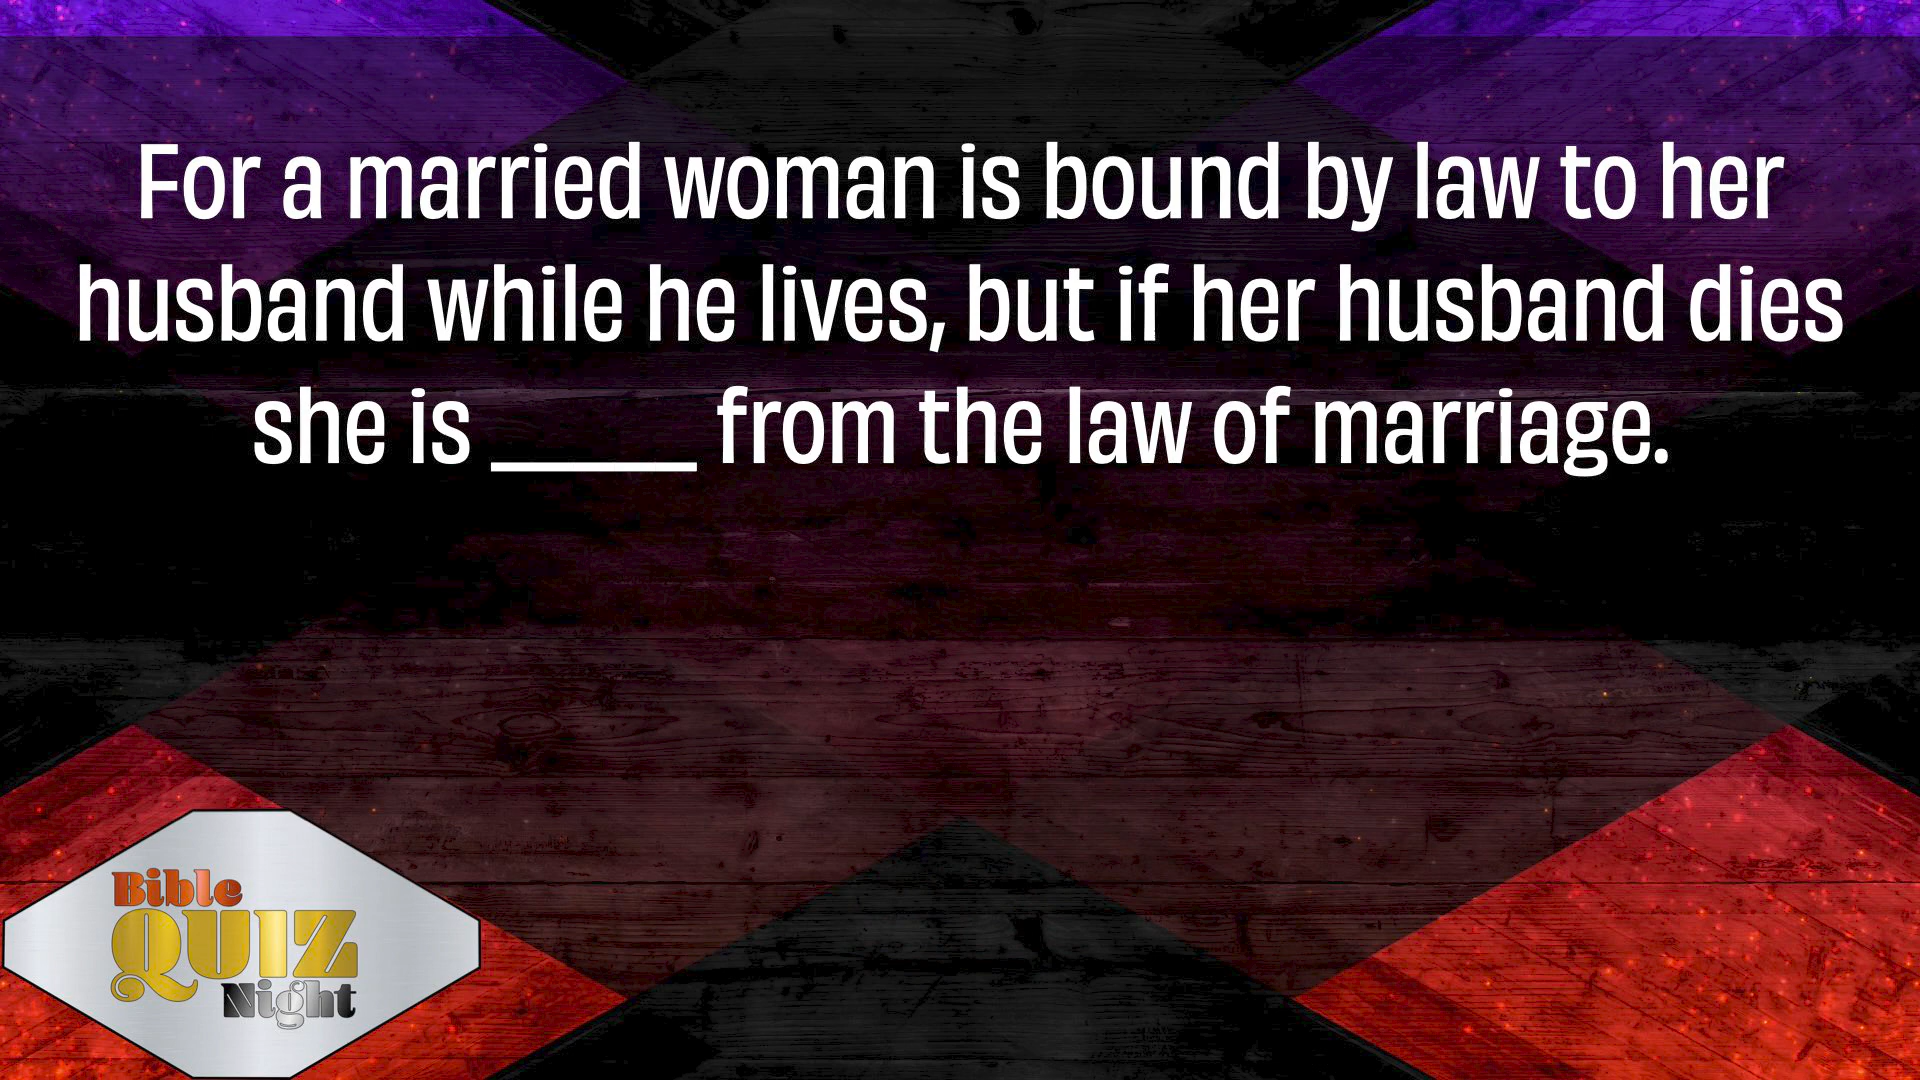 For a married woman is bound by law to her
husband while he lives, but if her husband dies
she is _____ from the law of marriage.
Bible
QUIZ
Night